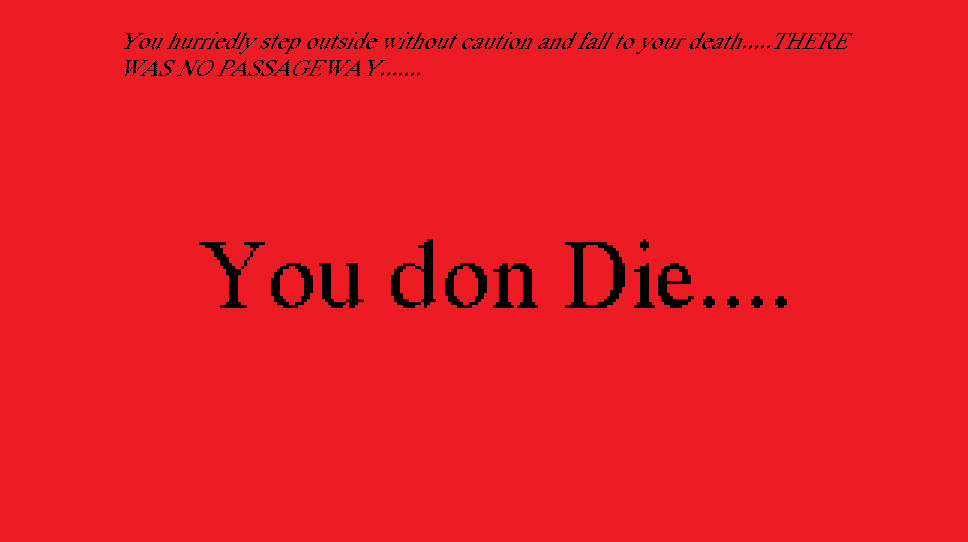 You hurriedly step outside without caution and fall to your death.....THERE
WAS NO PASSAGEWAY.......
You don Die....